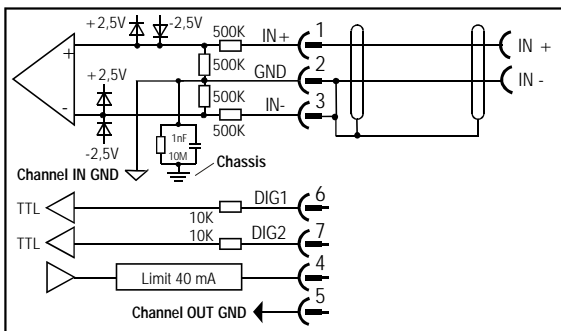 +2,5V -2,5V
500K IN+ 1 IN +
+
+2,5V
500K GND 2
IN -
500K IN- 3
-
500K
-2,5V
1nF
10M
Chassis
Channel IN GND
TTL 10K DIG1 6
TTL 10K DIG2 7
Limit 40 mA 4
Channel OUT GND 5